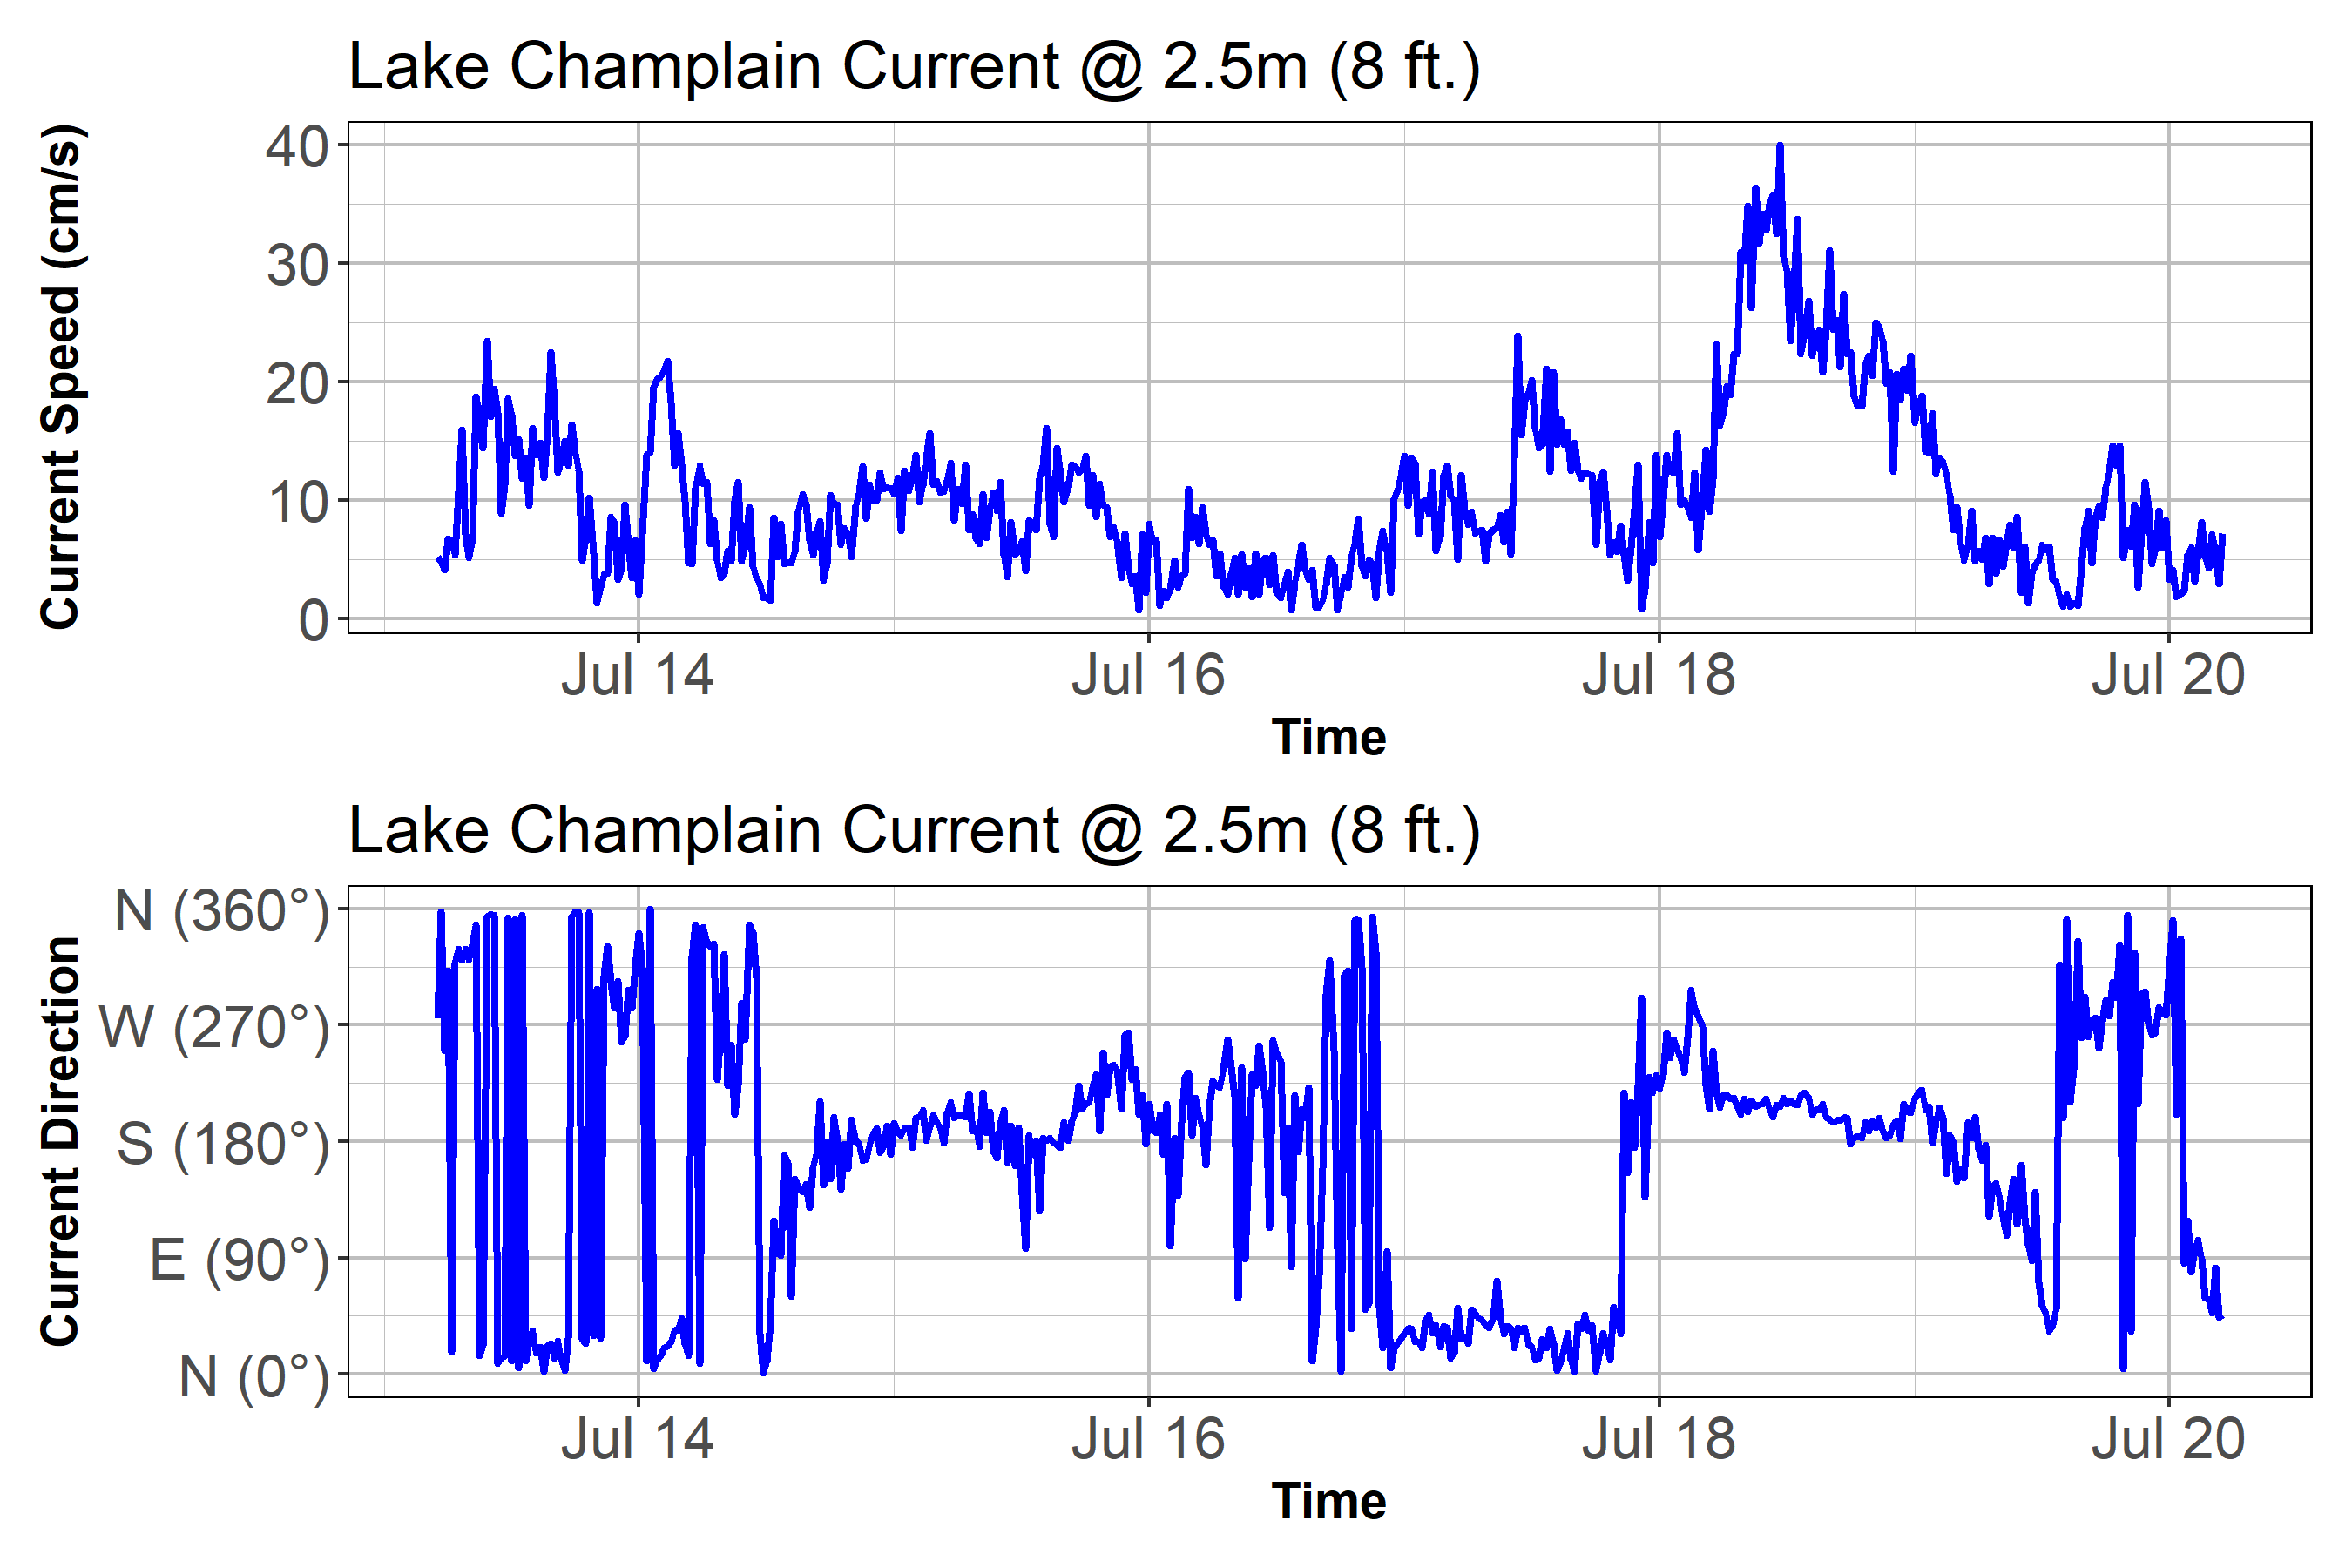 Lake Champlain Current @ 2.5m (8 ft.)
Current Speed (cm/s)
40
30
20
10
0
Jul 14 Jul 16 Jul 18 Jul 20
Time
Lake Champlain Current @ 2.5m (8 ft.)
Current Direction
N (360°)
W (270°)
S (180°)
E (90°)
N (0°)
Jul 14 Jul 16 Jul 18 Jul 20
Time